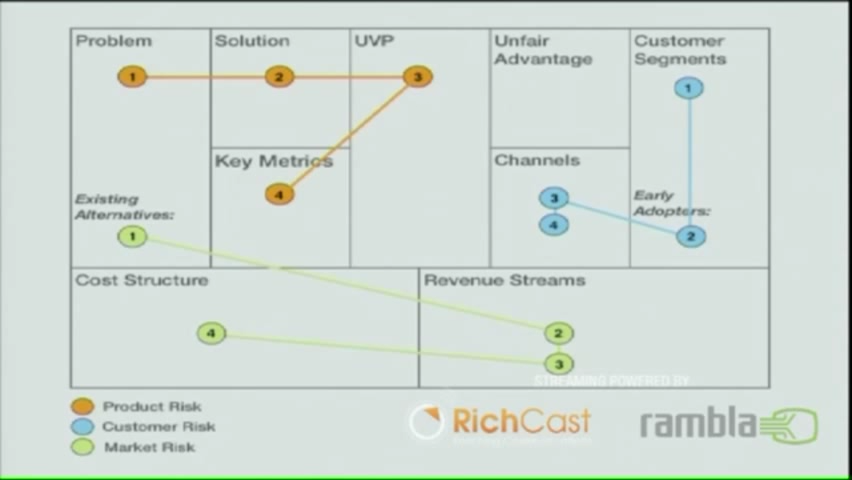 Problem
Solution
UVP
Unfair
Advantage
Customer
Segments
1
2
3
1
Key Metrics
4
Channels
3
4
Existing
Alternatives:
1
Early
Adopters:
2
Cost Structure
Revenue Streams
4
2
3
STREAMING POWERED BY
Product Risk
Customer Risk
Market Risk
RichCast
rambla